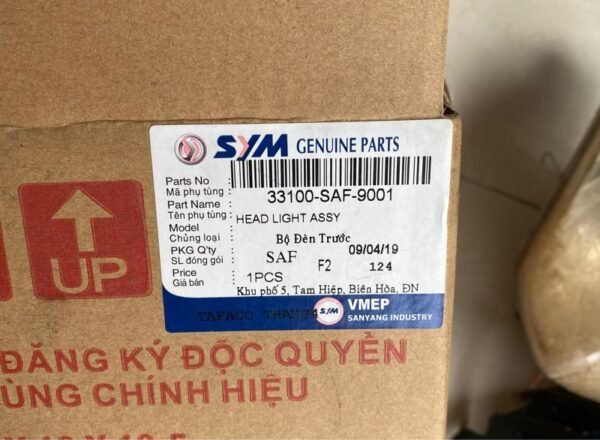 SYM GENUINE PARTS
Parts No :
Mã phụ tùng :
33100-SAF-9001
Part Name :
Tên phụ tùng :
HEAD LIGHT ASSY
Model :
Chủng loại :
Bộ Đèn Trước
PKG Q'ty :
SL đóng gói :
SAF
F2
09/04/19
124
Price :
Giá bán :
1PCS
Khu phố 5, Tam Hiệp, Biên Hòa, ĐN
TAFACO
SYM VMEP
SANYANG INDUSTRY
UP
ĐĂNG KÝ ĐỘC QUYỀN
ÙNG CHÍNH HIỆU